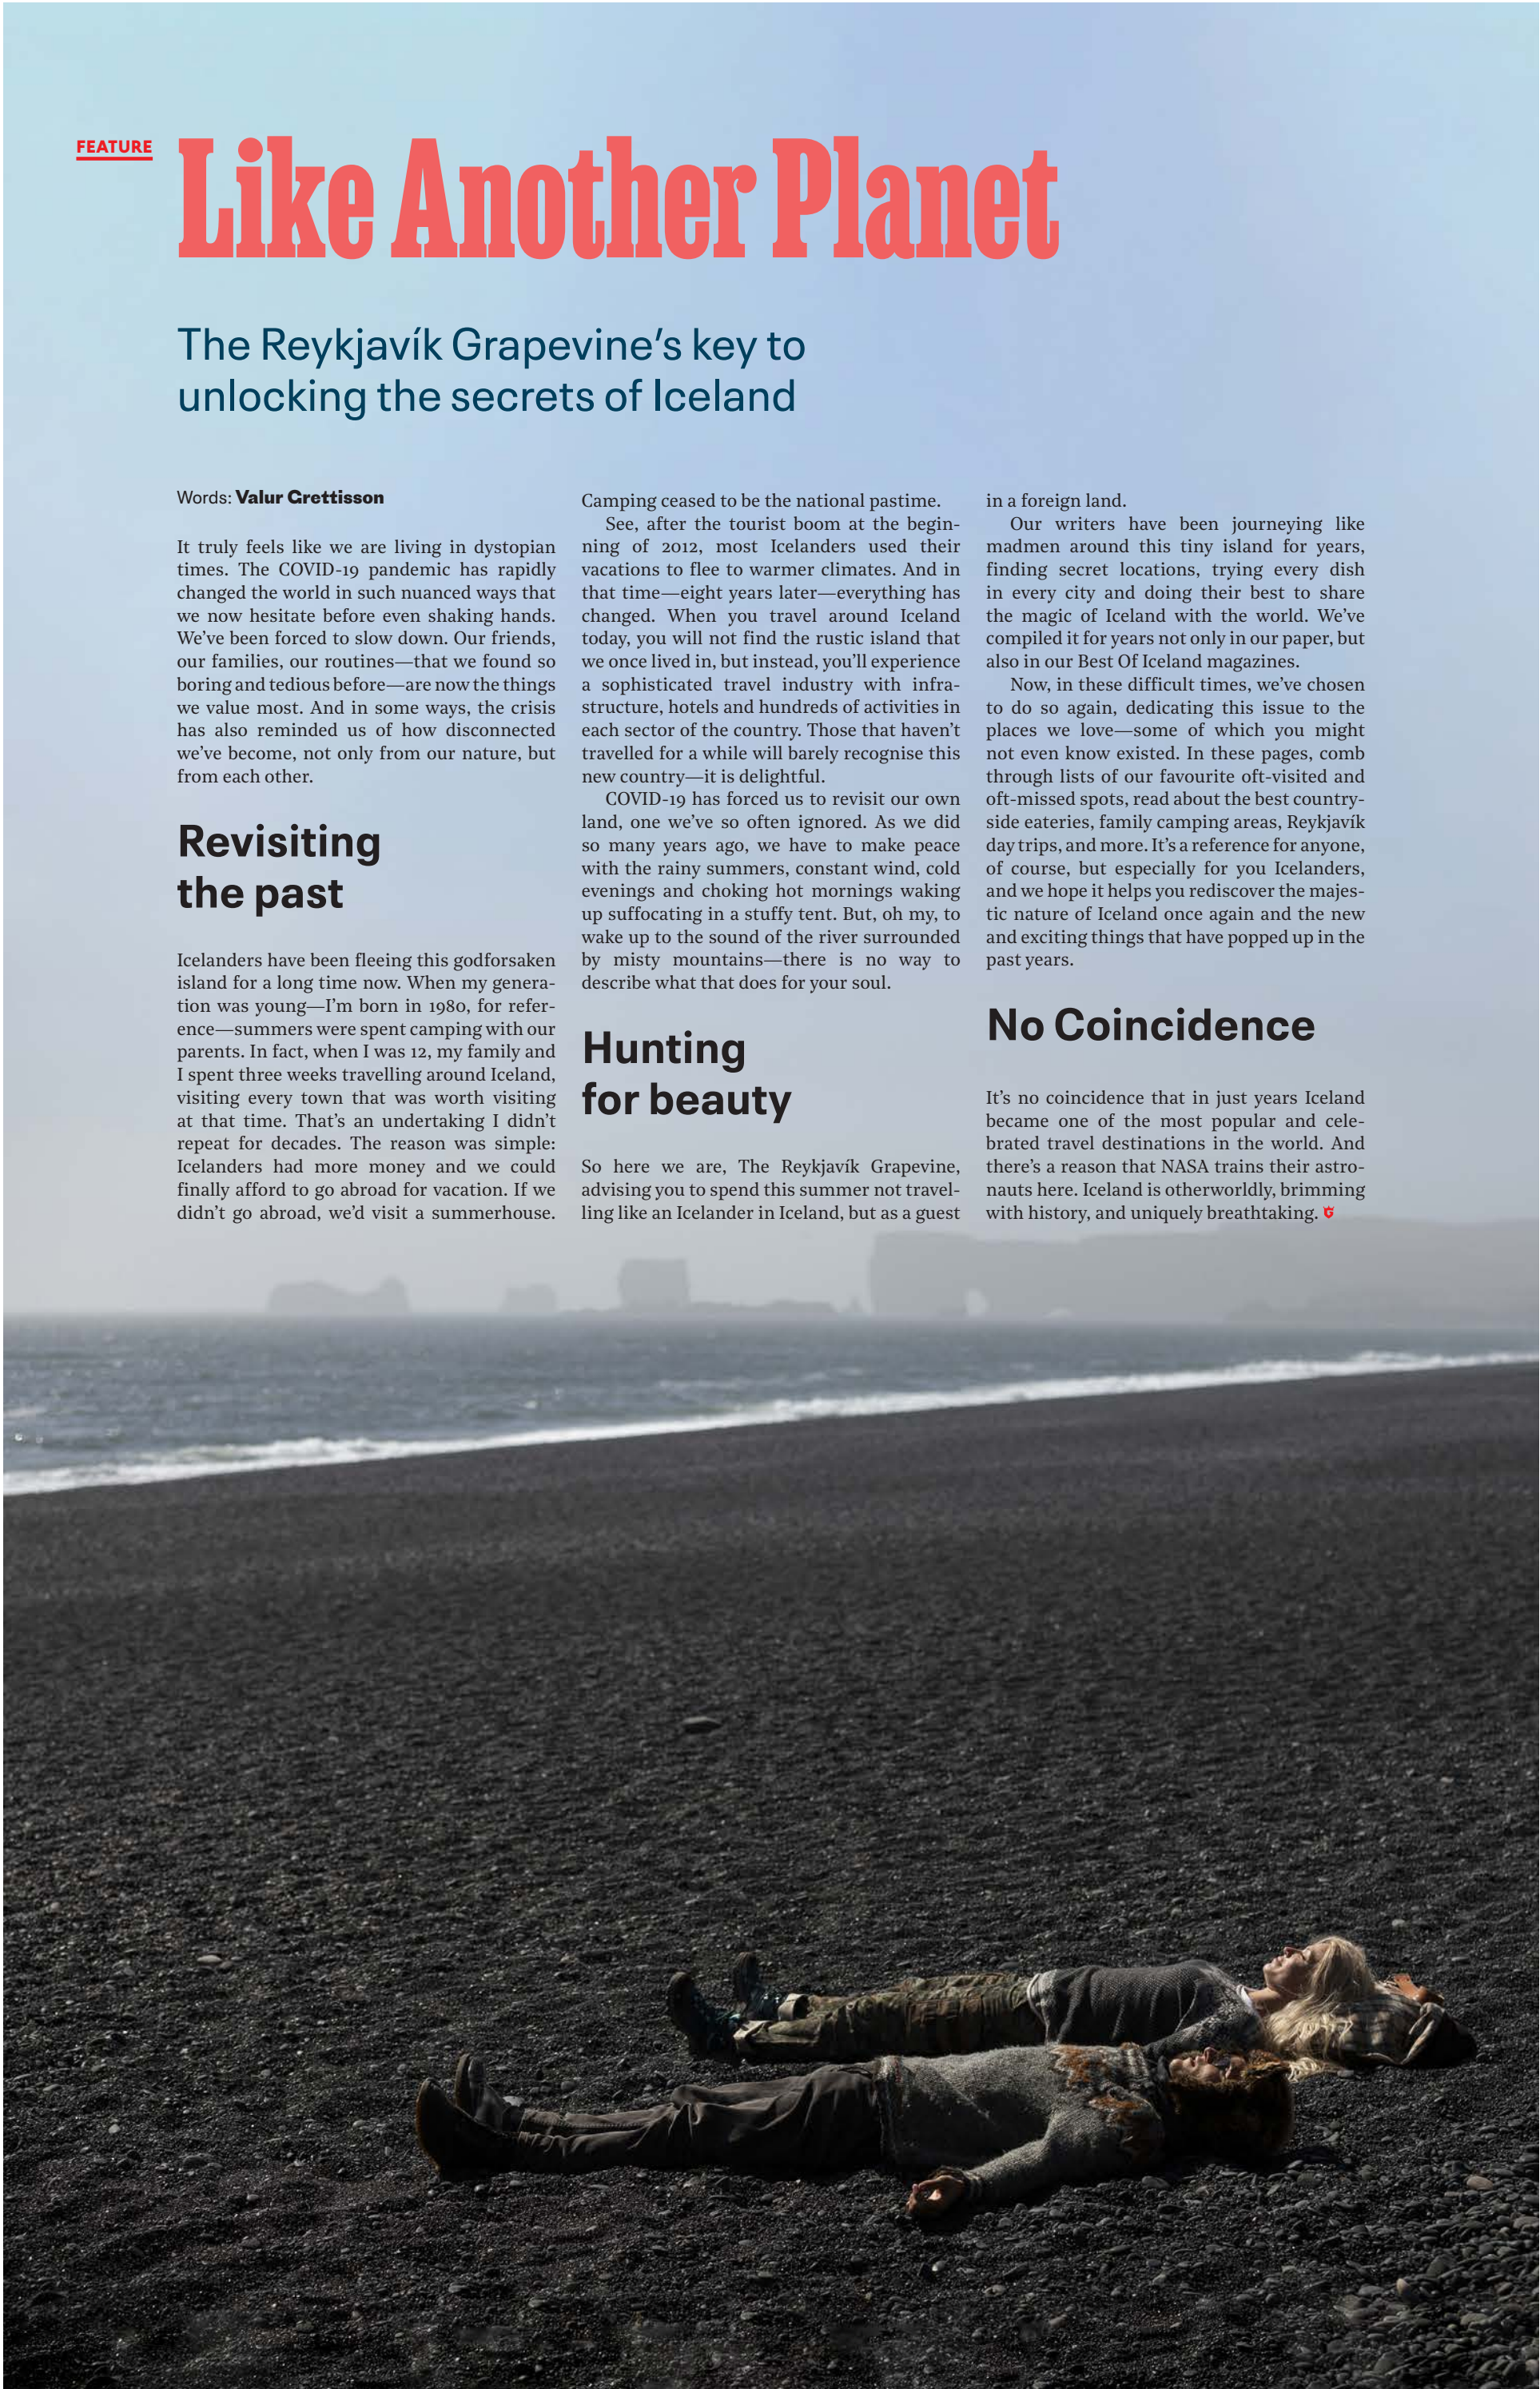 FEATURE
Like Another Planet
The Reykjavík Grapevine’s key to
unlocking the secrets of Iceland
Words: Valur Grettisson
It truly feels like we are living in dystopian
times. The COVID-19 pandemic has rapidly
changed the world in such nuanced ways that
we now hesitate before even shaking hands.
We’ve been forced to slow down. Our friends,
our families, our routines—that we found so
boring and tedious before—are now the things
we value most. And in some ways, the crisis
has also reminded us of how disconnected
we’ve become, not only from our nature, but
from each other.
Revisiting
the past
Icelanders have been fleeing this godforsaken
island for a long time now. When my genera-
tion was young—I’m born in 1980, for refer-
ence—summers were spent camping with our
parents. In fact, when I was 12, my family and
I spent three weeks travelling around Iceland,
visiting every town that was worth visiting
at that time. That’s an undertaking I didn’t
repeat for decades. The reason was simple:
Icelanders had more money and we could
finally afford to go abroad for vacation. If we
didn’t go abroad, we’d visit a summerhouse.
Camping ceased to be the national pastime.
See, after the tourist boom at the begin-
ning of 2012, most Icelanders used their
vacations to flee to warmer climates. And in
that time—eight years later—everything has
changed. When you travel around Iceland
today, you will not find the rustic island that
we once lived in, but instead, you’ll experience
a sophisticated travel industry with infra-
structure, hotels and hundreds of activities in
each sector of the country. Those that haven’t
travelled for a while will barely recognise this
new country—it is delightful.
COVID-19 has forced us to revisit our own
land, one we’ve so often ignored. As we did
so many years ago, we have to make peace
with the rainy summers, constant wind, cold
evenings and choking hot mornings waking
up suffocating in a stuffy tent. But, oh my, to
wake up to the sound of the river surrounded
by misty mountains—there is no way to
describe what that does for your soul.
Hunting
for beauty
So here we are, The Reykjavík Grapevine,
advising you to spend this summer not travel-
ling like an Icelander in Iceland, but as a guest
in a foreign land.
Our writers have been journeying like
madmen around this tiny island for years,
finding secret locations, trying every dish
in every city and doing their best to share
the magic of Iceland with the world. We’ve
compiled it for years not only in our paper, but
also in our Best Of Iceland magazines.
Now, in these difficult times, we’ve chosen
to do so again, dedicating this issue to the
places we love—some of which you might
not even know existed. In these pages, comb
through lists of our favourite oft-visited and
oft-missed spots, read about the best country-
side eateries, family camping areas, Reykjavík
day trips, and more. It’s a reference for anyone,
of course, but especially for you Icelanders,
and we hope it helps you rediscover the majes-
tic nature of Iceland once again and the new
and exciting things that have popped up in the
past years.
No Coincidence
It’s no coincidence that in just years Iceland
became one of the most popular and cele-
brated travel destinations in the world. And
there’s a reason that NASA trains their astro-
nauts here. Iceland is otherworldly, brimming
with history, and uniquely breathtaking. G